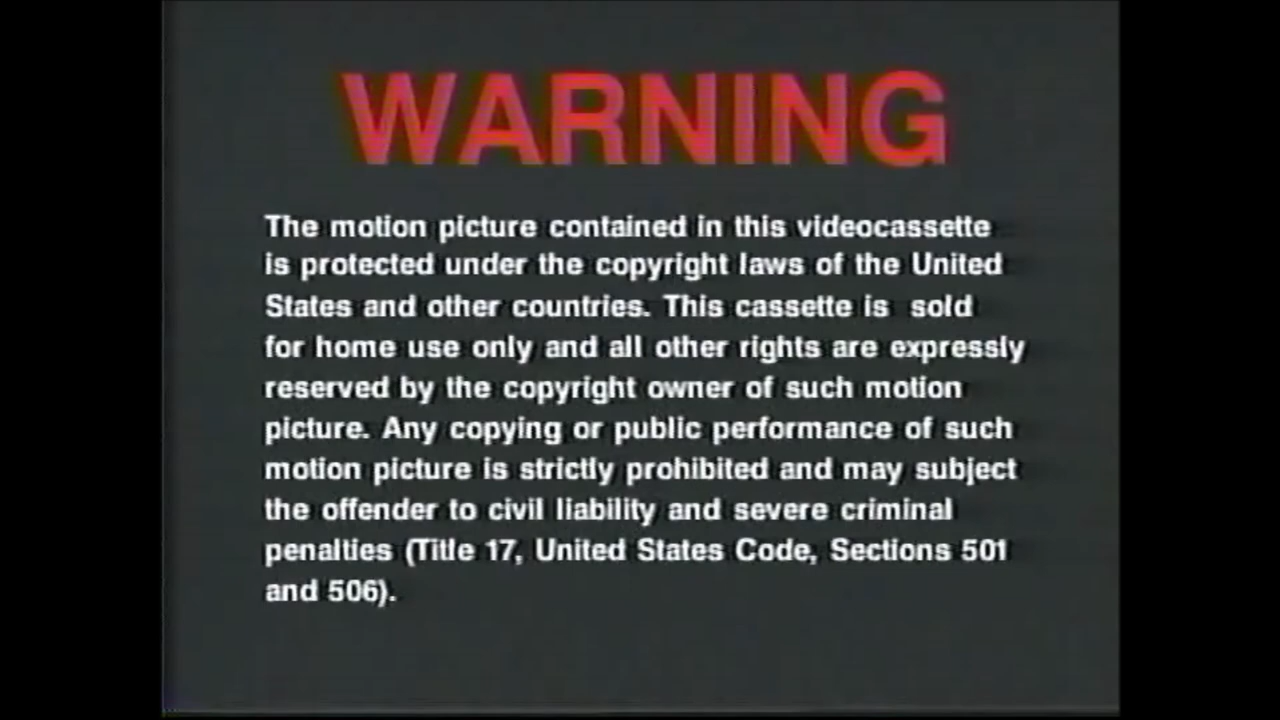 WARNING
The motion picture contained in this videocassette
is protected under the copyright laws of the United
States and other countries. This cassette is sold
for home use only and all other rights are expressly
reserved by the copyright owner of such motion
picture. Any copying or public performance of such
motion picture is strictly prohibited and may subject
the offender to civil liability and severe criminal
penalties (Title 17, United States Code, Sections 501
and 506).